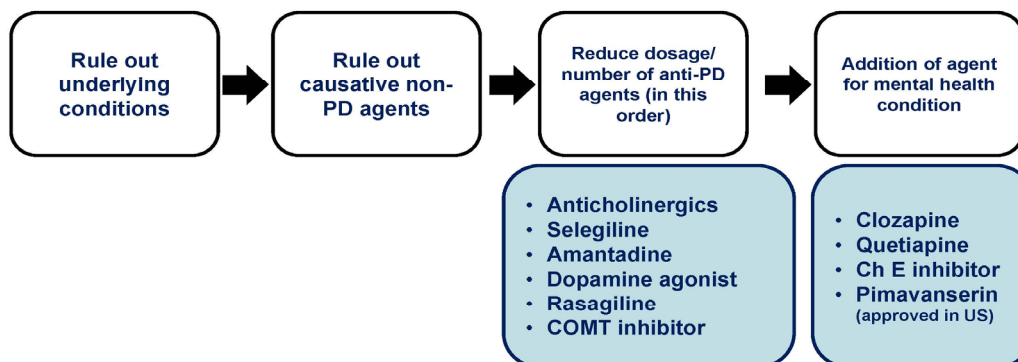 Rule out
underlying
conditions
Rule out
causative non-
PD agents
Reduce dosage/
number of anti-PD
agents (in this
order)
Addition of agent
for mental health
condition
• Anticholinergics
• Selegiline
• Amantadine
• Dopamine agonist
• Rasagiline
• COMT inhibitor
• Clozapine
• Quetiapine
• Ch E inhibitor
• Pimavanserin
(approved in US)